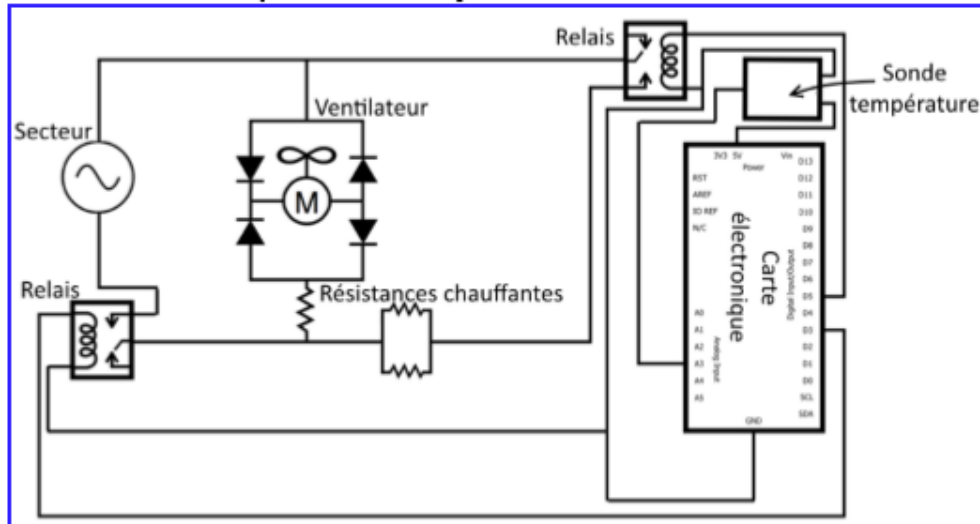 Relais
Sonde
température
Secteur
Ventilateur
M
Relais
Résistances chauffantes
3V3 5V Vin
Power
RST
AREF
IO REF
N/C
A0
A1
A2
A3
A4
A5
Analog Input
Carte
électronique
Digital Input/Output
D13
D12
D11
D10
D9
D8
D7
D6
D5
D4
D3
D2
D1
D0
SCL
SDA
GND